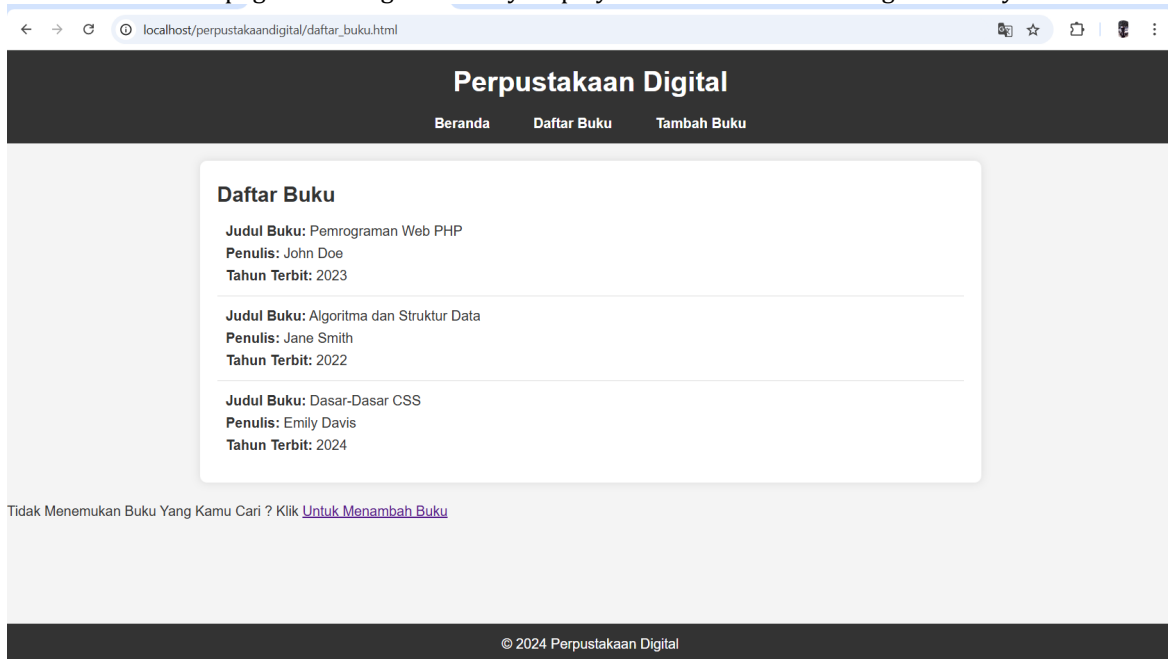 localhost/perpustakaandigital/daftar_buku.html
Perpustakaan Digital
Beranda Daftar Buku Tambah Buku
Daftar Buku
Judul Buku: Pemrograman Web PHP
Penulis: John Doe
Tahun Terbit: 2023
Judul Buku: Algoritma dan Struktur Data
Penulis: Jane Smith
Tahun Terbit: 2022
Judul Buku: Dasar-Dasar CSS
Penulis: Emily Davis
Tahun Terbit: 2024
Tidak Menemukan Buku Yang Kamu Cari ? Klik Untuk Menambah Buku
© 2024 Perpustakaan Digital